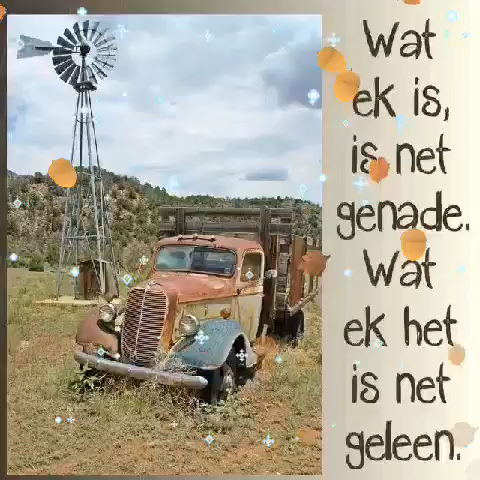 Wat
ek is,
is net
genade.
Wat
ek het
is net
geleen.